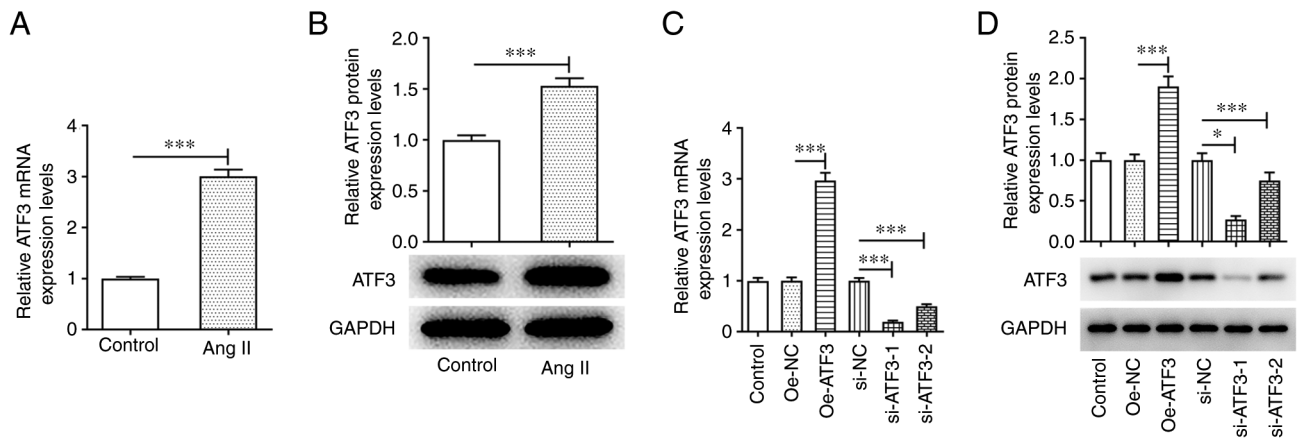 A
Relative ATF3 mRNA
expression levels
4
3
2
1
0
***
Control
Ang II
B
Relative ATF3 protein
expression levels
2.0
1.5
1.0
0.5
0.0
***
ATF3
GAPDH
Control
Ang II
C
Relative ATF3 mRNA
expression levels
4
3
2
1
0
***
***
***
Control
Oe-NC
Oe-ATF3
si-NC
si-ATF3-1
si-ATF3-2
D
Relative ATF3 protein
expression levels
2.5
2.0
1.5
1.0
0.5
0.0
***
***
*
ATF3
GAPDH
Control
Oe-NC
Oe-ATF3
si-NC
si-ATF3-1
si-ATF3-2